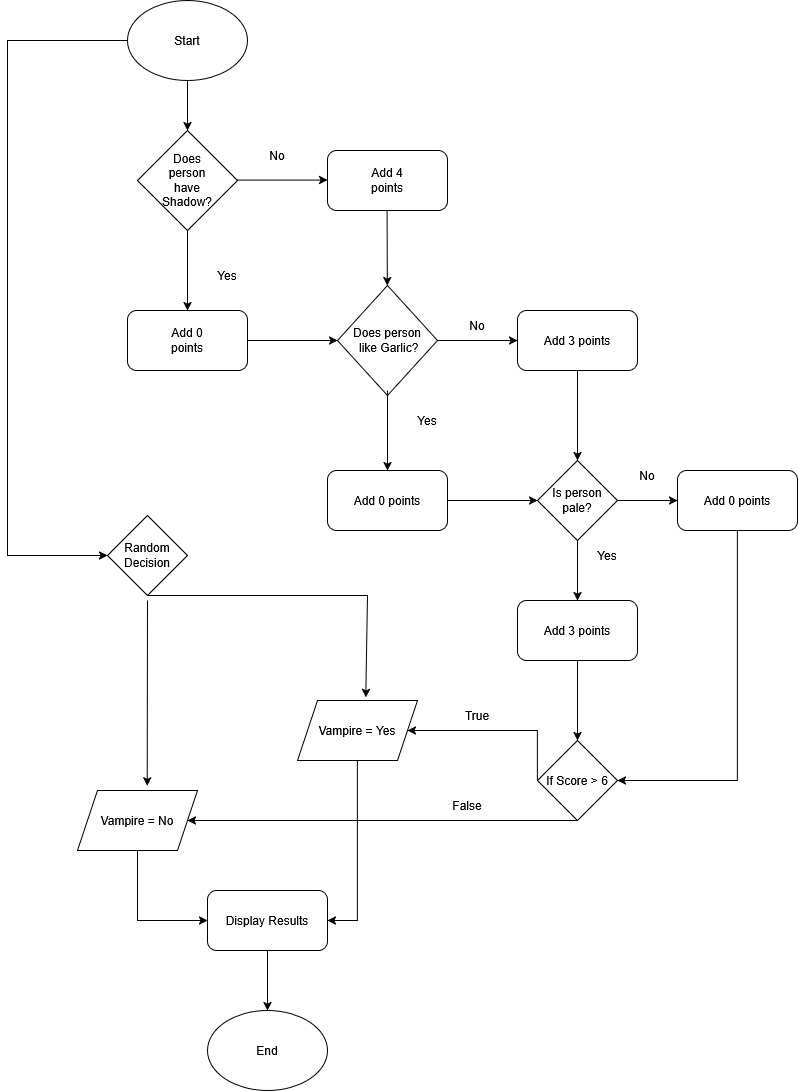 Start
Does
person
have
Shadow?
No
Add 4
points
Yes
Add 0
points
Does person
like Garlic?
No
Add 3 points
Yes
Add 0 points
Is person
pale?
No
Add 0 points
Yes
Random
Decision
Add 3 points
Vampire = Yes
True
If Score > 6
False
Vampire = No
Display Results
End